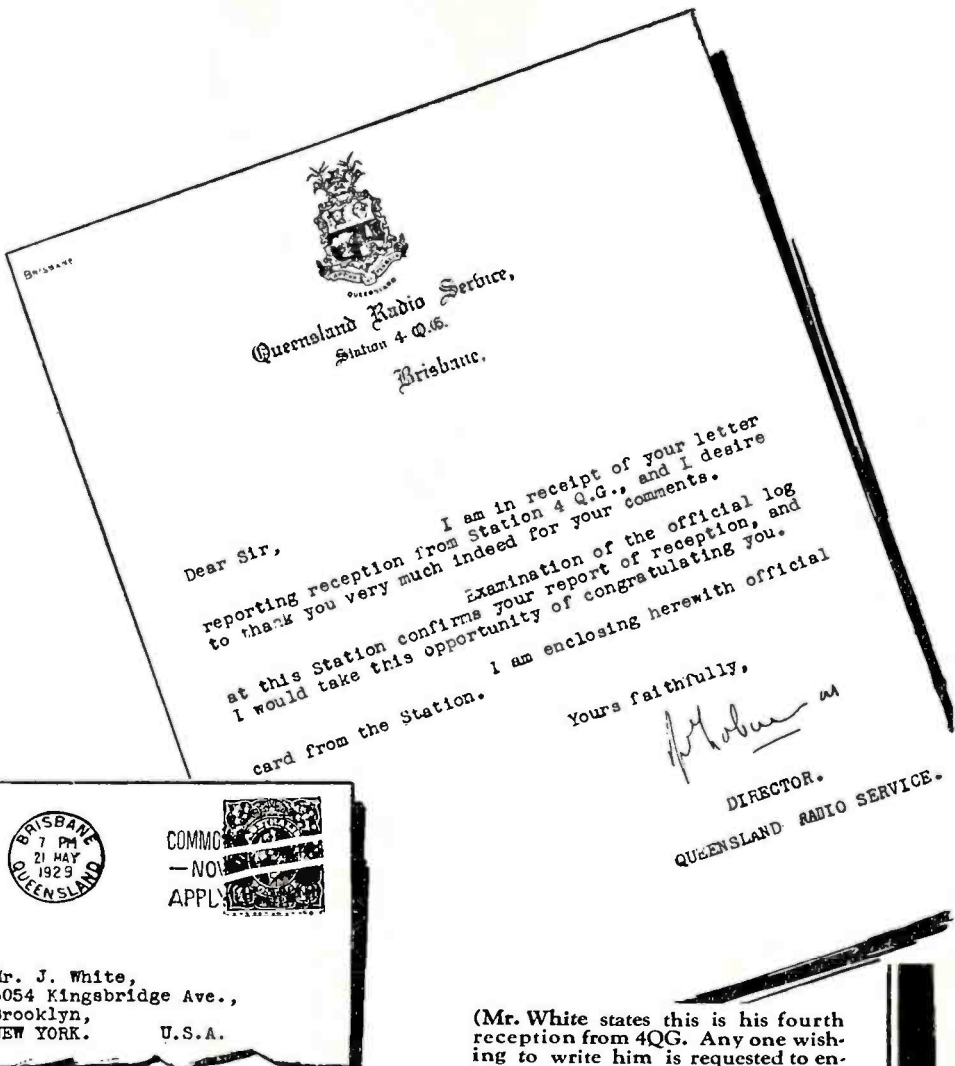 BRISBANE
QUEENSLAND
Queensland Radio Service,
Station 4 Q.G.
Brisbane.
Dear Sir,
I am in receipt of your letter
reporting reception from Station 4 Q.G., and I desire
to thank you very much indeed for your comments.
Examination of the official log
at this Station confirms your report of reception, and
I would take this opportunity of congratulating you.
I am enclosing herewith official
card from the Station.
Yours faithfully,
DIRECTOR.
QUEENSLAND RADIO SERVICE.
BRISBANE
7 PM
21 MAY
1929
QUEENSLAND
COMMO
— NOW
APPLY
Mr. J. White,
054 Kingsbridge Ave.,
Brooklyn,
NEW YORK. U.S.A.
(Mr. White states this is his fourth
reception from 4QG. Any one wish-
ing to write him is requested to en-